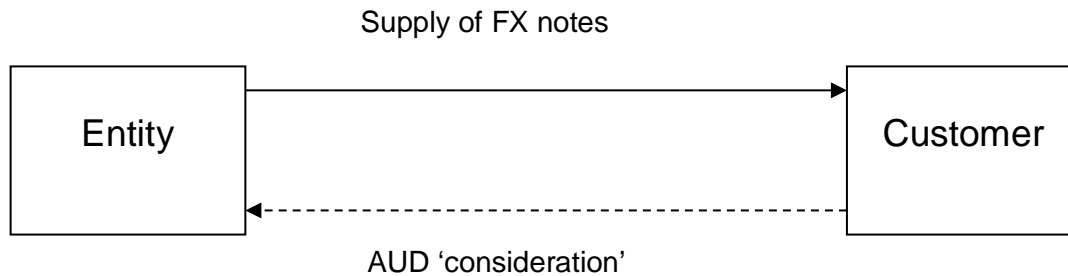 Supply of FX notes
Entity
Customer
AUD ‘consideration’